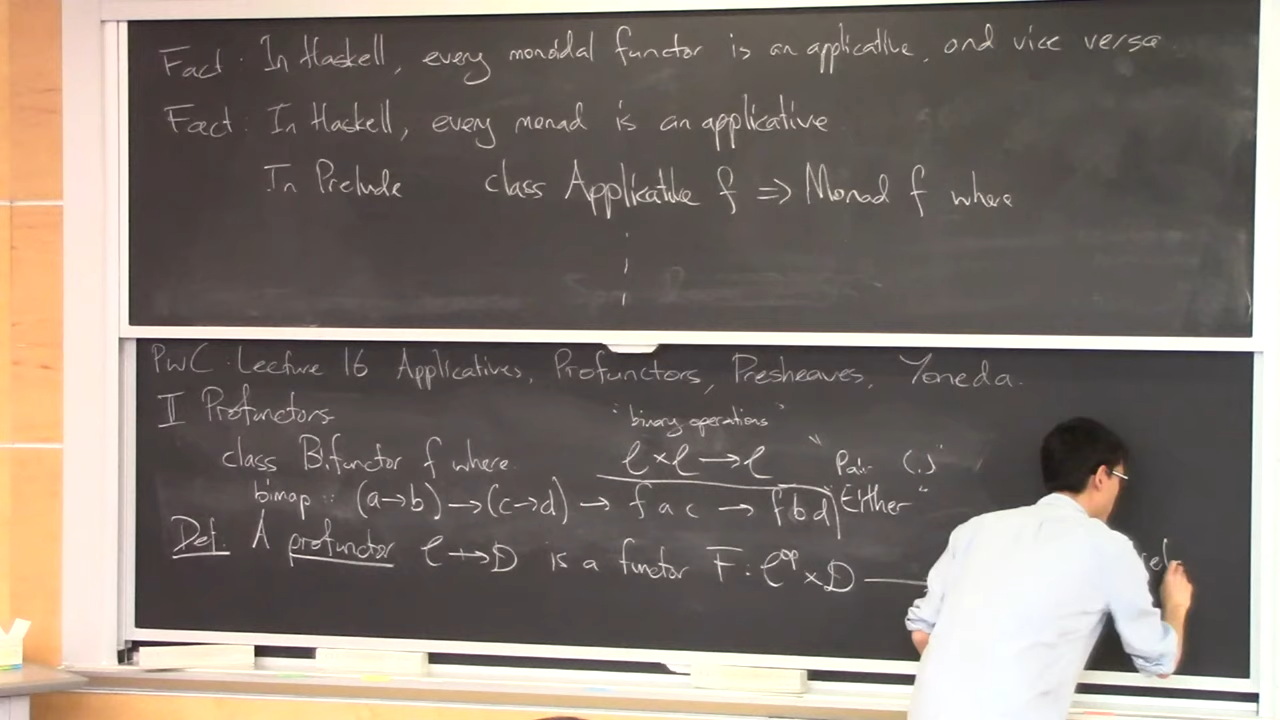 Fact: In Haskell, every monoidal functor is an applicative, and vice versa
Fact: In Haskell, every monad is an applicative
In Prelude class Applicative f => Monad f where
PwC: Lecture 16 Applicatives, Profunctors, Presheaves, Yoneda.
II Profunctors
"binary operations"
class Bifunctor f where
C×C→C
"Pair (,)"
bimap :: (a→b)→(c→d)→ f a c → f b d
"Either"
Def. A profunctor C⇸D is a functor F: C^op × D